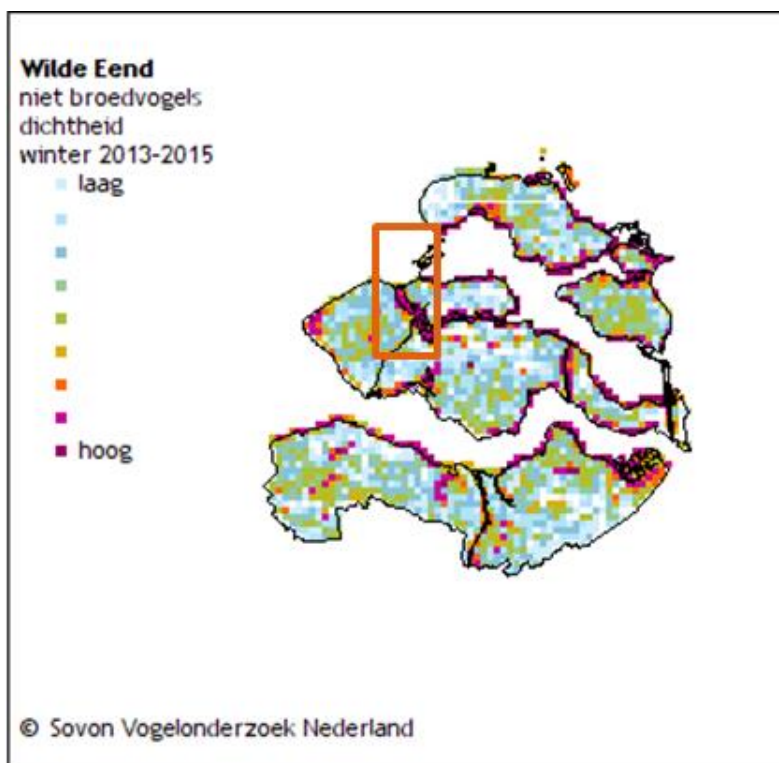 Wilde Eend
niet broedvogels
dichtheid
winter 2013-2015
laag
hoog
© Sovon Vogelonderzoek Nederland